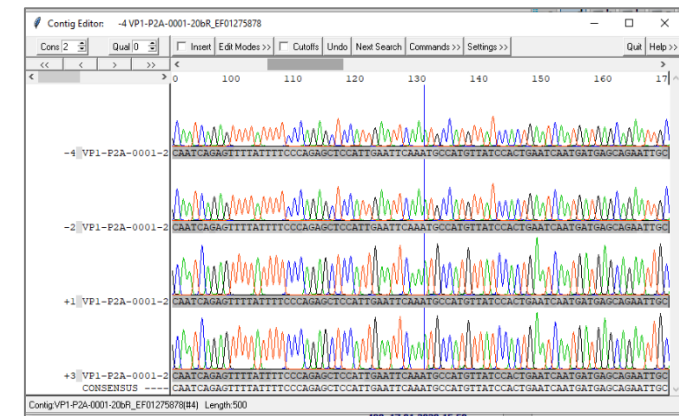 Contig Editor: -4 VP1-P2A-0001-20bR_EF01275878
Cons 2 Qual 0 Insert Edit Modes >> Cutoffs Undo Next Search Commands >> Settings >> Quit Help >>
<< < > >>
0 100 110 120 130 140 150 160 17
-4 VP1-P2A-0001-2 CAATCAGAGTTTTATTTTCCCAGAGCTCCATTGAATTCAAATGCCATGTTATCCACTGAATCAATGATGAGCAGAATTGC
-2 VP1-P2A-0001-2 CAATCAGAGTTTTATTTTCCCAGAGCTCCATTGAATTCAAATGCCATGTTATCCACTGAATCAATGATGAGCAGAATTGC
+1 VP1-P2A-0001-2 CAATCAGAGTTTTATTTTCCCAGAGCTCCATTGAATTCAAATGCCATGTTATCCACTGAATCAATGATGAGCAGAATTGC
+3 VP1-P2A-0001-2 CAATCAGAGTTTTATTTTCCCAGAGCTCCATTGAATTCAAATGCCATGTTATCCACTGAATCAATGATGAGCAGAATTGC
CONSENSUS ---- CAATCAGAGTTTTATTTTCCCAGAGCTCCATTGAATTCAAATGCCATGTTATCCACTGAATCAATGATGAGCAGAATTGC
Contig:VP1-P2A-0001-20bR_EF01275878(#4) Length:500